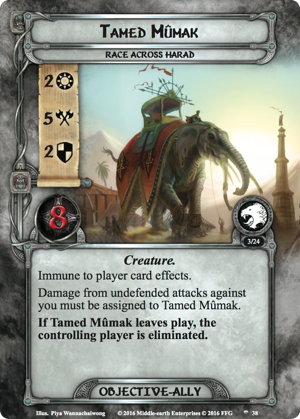 Tamed Mûmak
Race Across Harad
2
5
2
8
3/24
Creature.
Immune to player card effects.
Damage from undefended attacks against
you must be assigned to Tamed Mûmak.
If Tamed Mûmak leaves play, the
controlling player is eliminated.
Objective-Ally
Illus. Piya Wannachaiwong © 2016 Middle-earth Enterprises © 2016 FFG 38